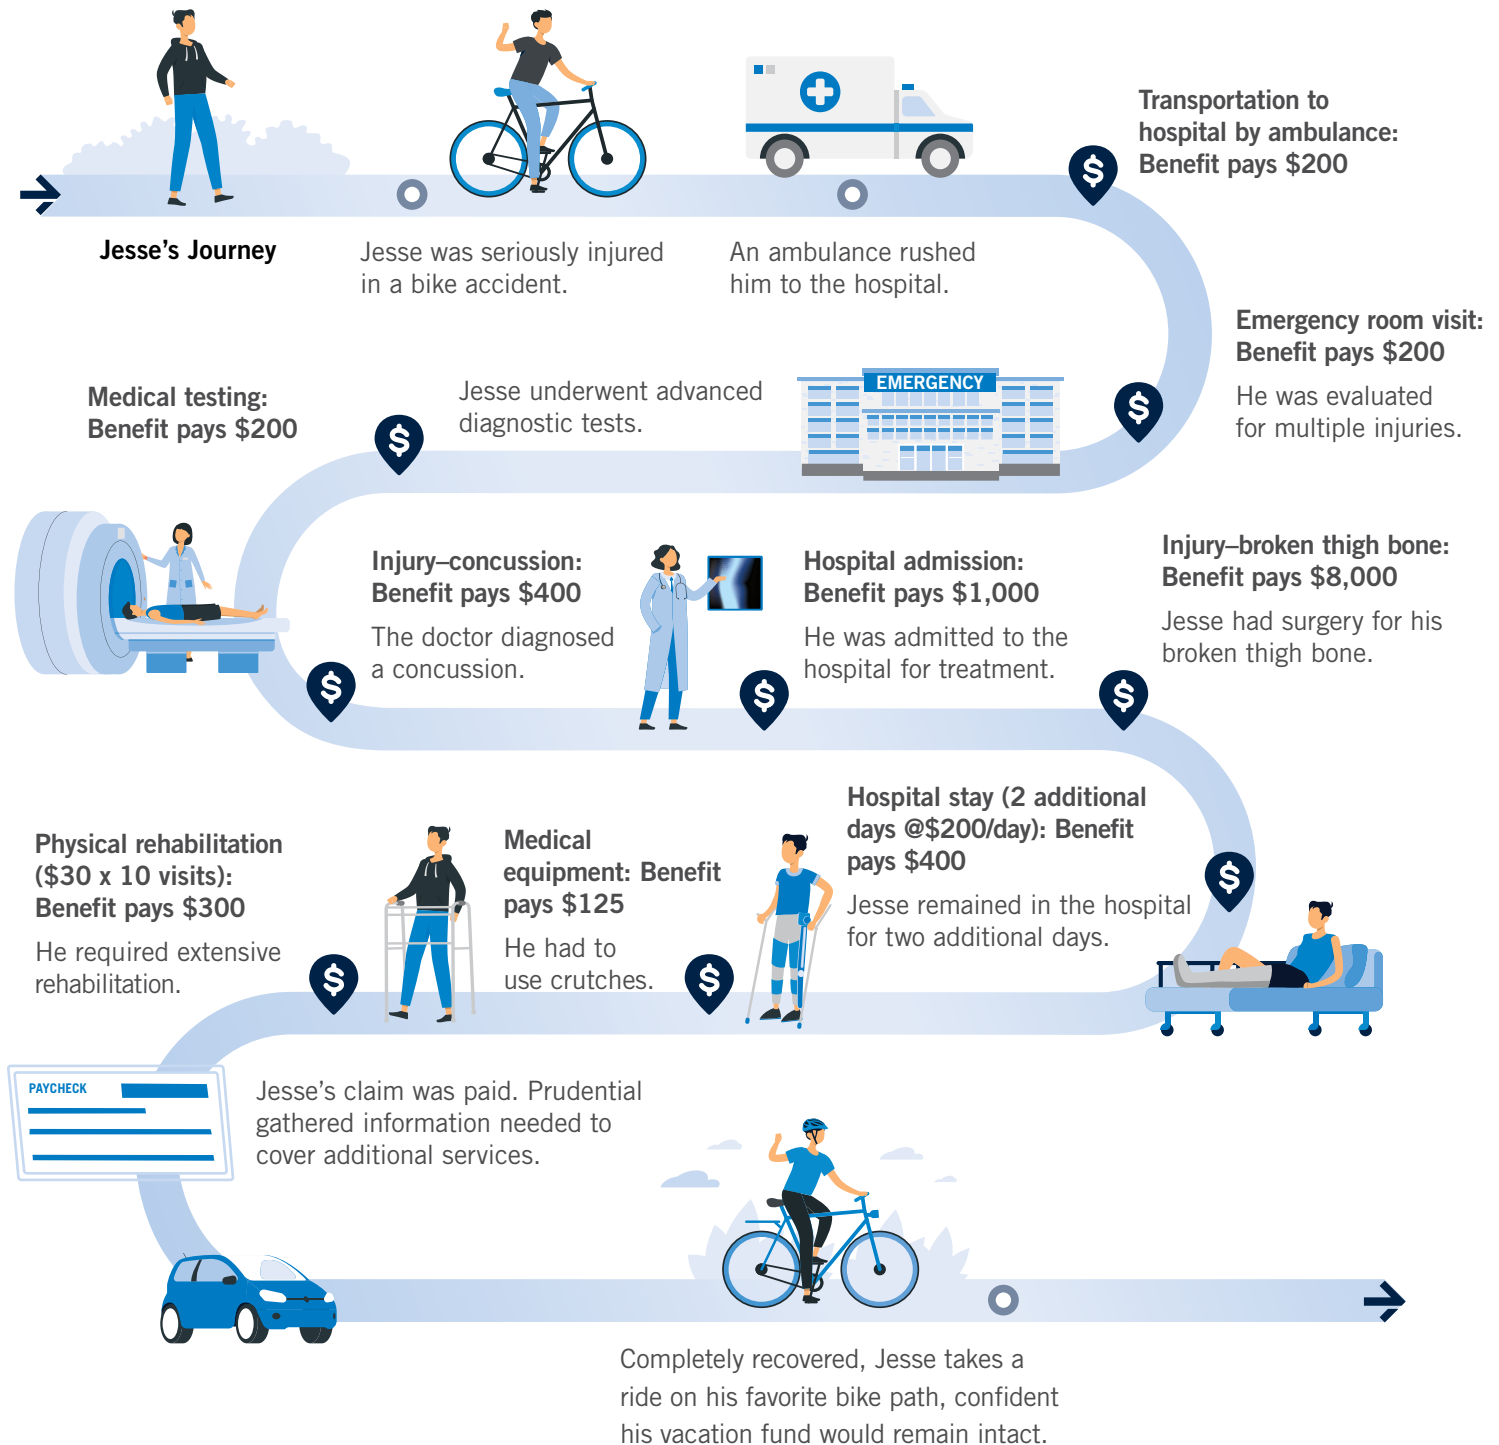 Jesse's Journey
Jesse was seriously injured
in a bike accident.
An ambulance rushed
him to the hospital.
Transportation to
hospital by ambulance:
Benefit pays $200
$
Emergency room visit:
Benefit pays $200
He was evaluated
for multiple injuries.
$
EMERGENCY
Jesse underwent advanced
diagnostic tests.
$
Medical testing:
Benefit pays $200
Injury–concussion:
Benefit pays $400
The doctor diagnosed
a concussion.
$
Hospital admission:
Benefit pays $1,000
He was admitted to the
hospital for treatment.
$
Injury–broken thigh bone:
Benefit pays $8,000
Jesse had surgery for his
broken thigh bone.
$
Hospital stay (2 additional
days @$200/day): Benefit
pays $400
Jesse remained in the hospital
for two additional days.
$
Medical
equipment: Benefit
pays $125
He had to
use crutches.
$
Physical rehabilitation
($30 x 10 visits):
Benefit pays $300
He required extensive
rehabilitation.
$
PAYCHECK
Jesse's claim was paid. Prudential
gathered information needed to
cover additional services.
Completely recovered, Jesse takes a
ride on his favorite bike path, confident
his vacation fund would remain intact.